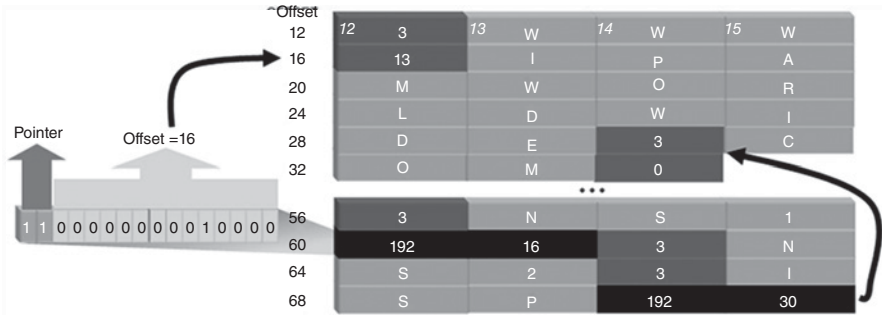 Offset
12 12 3 13 W 14 W 15 W
16 13 I P A
20 M W O R
24 L D W I
28 D E 3 C
32 O M 0
...
Pointer
Offset =16
1 1 0 0 0 0 0 0 0 0 0 1 0 0 0 0
56 3 N S 1
60 192 16 3 N
64 S 2 3 I
68 S P 192 30